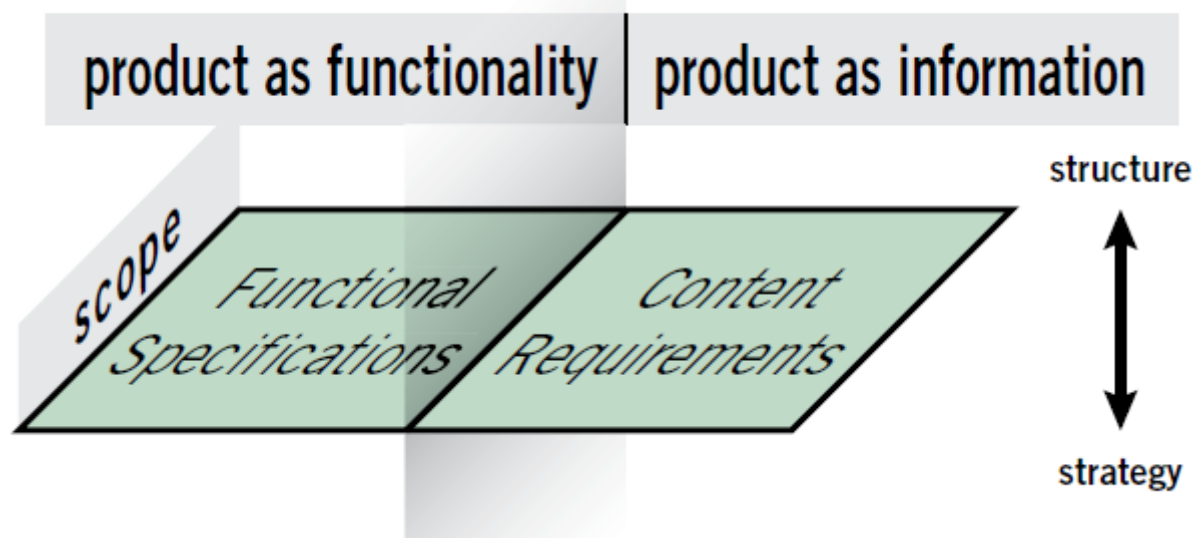 product as functionality
product as information
structure
scope
Functional
Specifications
Content
Requirements
strategy